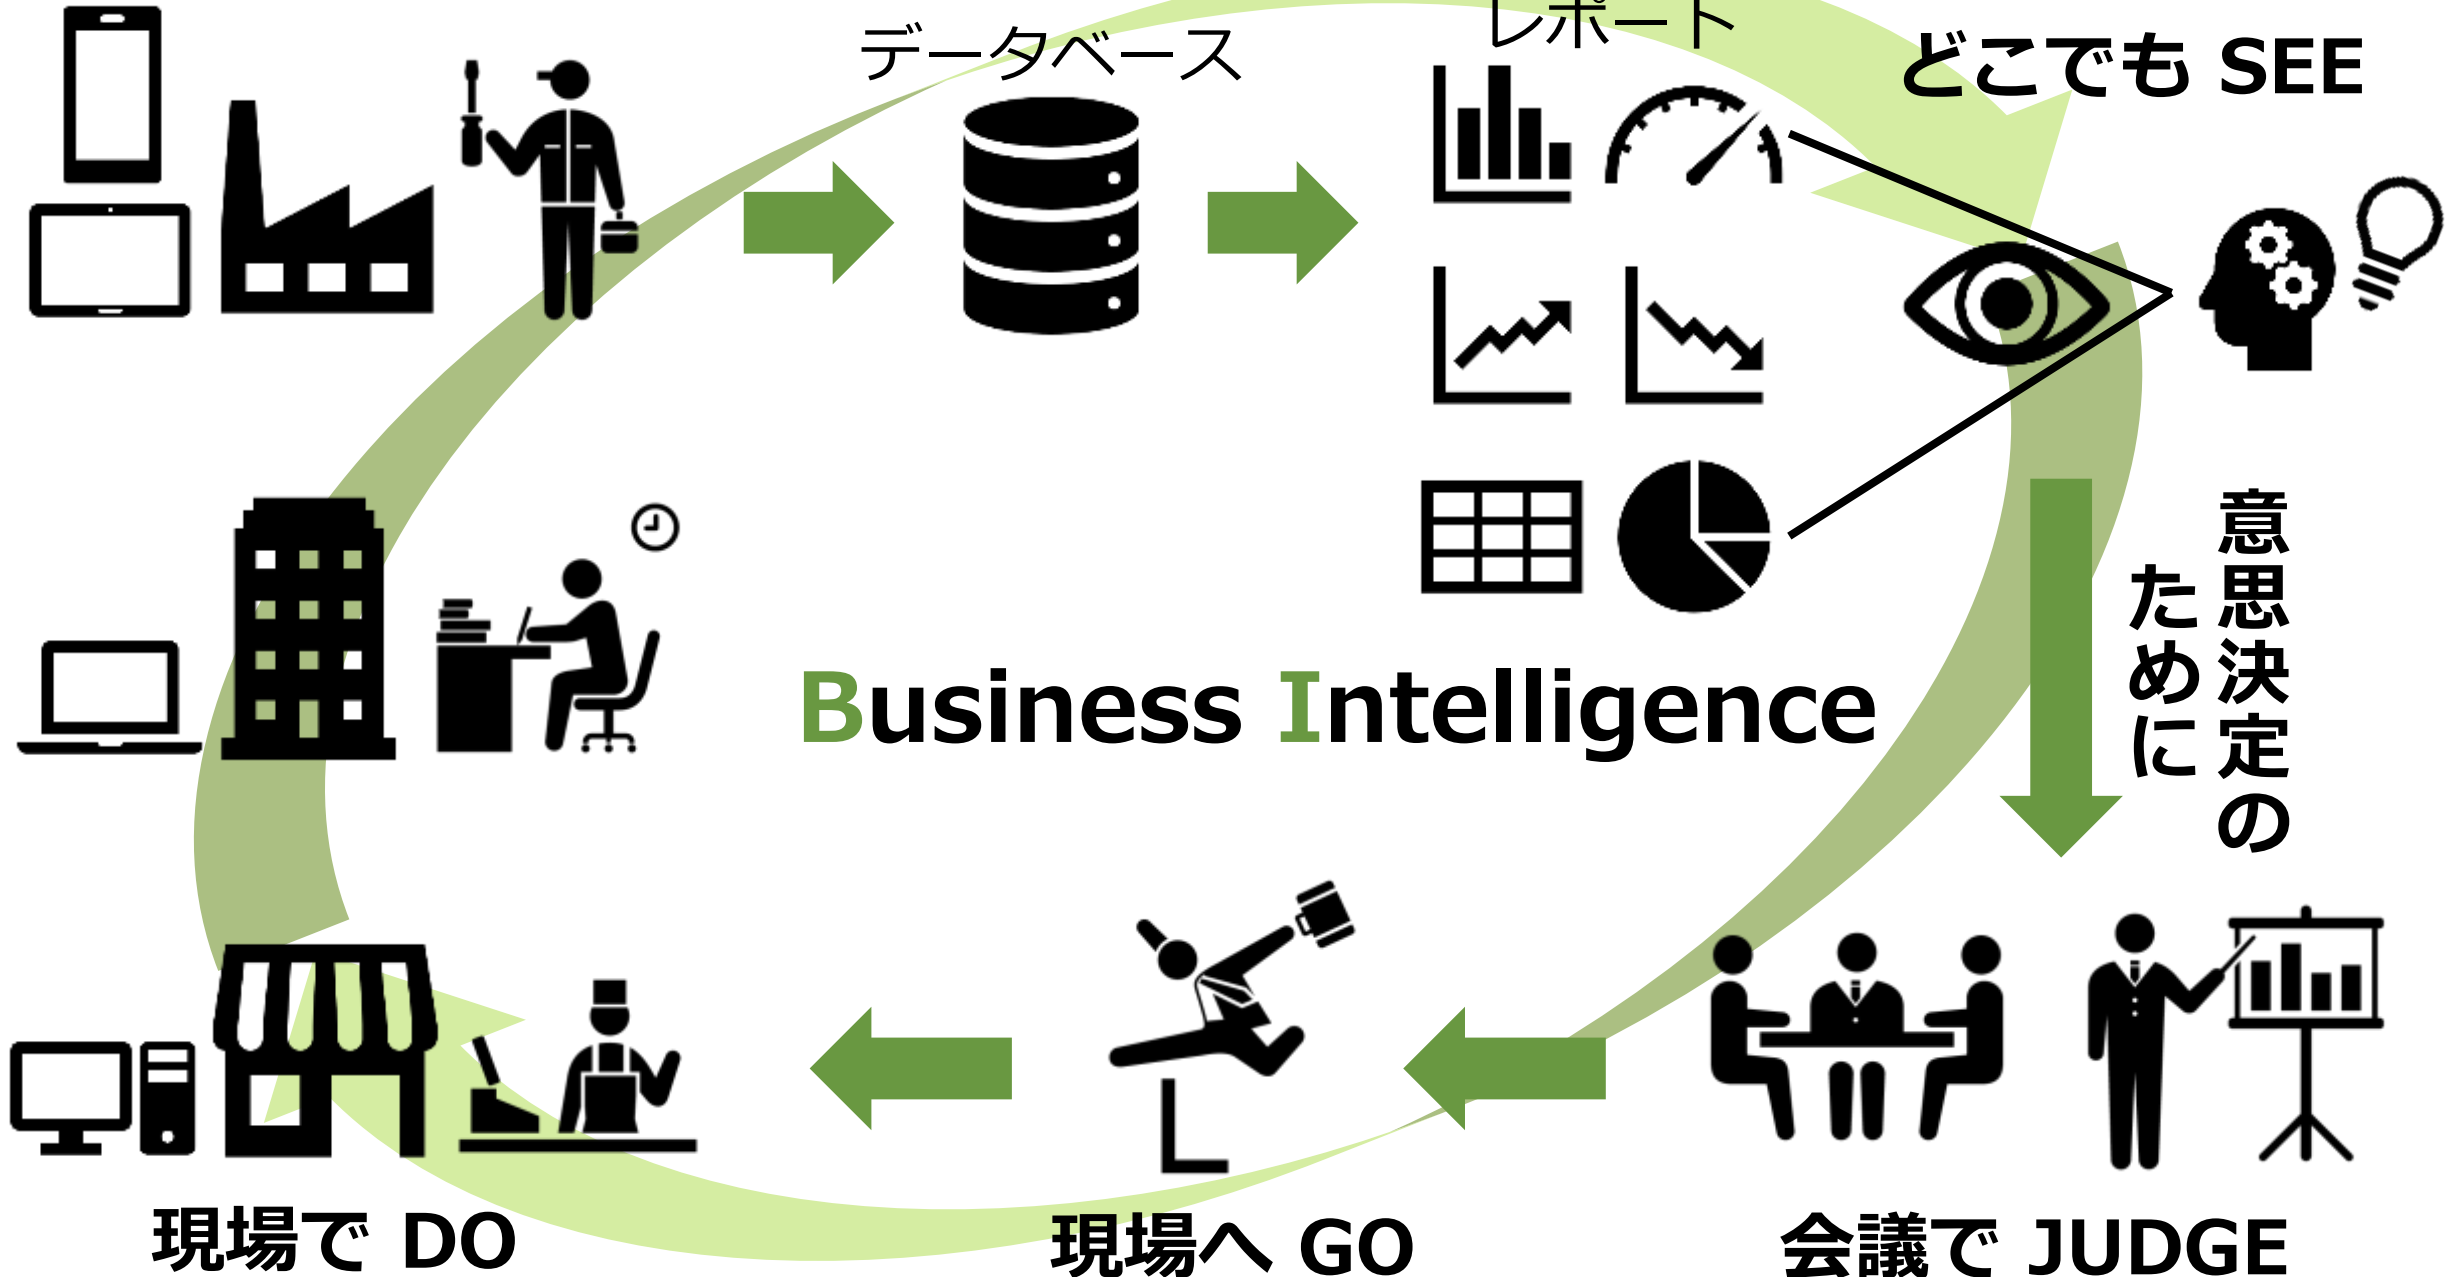 データベース
レポート
どこでも SEE
意思決定の
ために
Business Intelligence
現場で DO
現場へ GO
会議で JUDGE